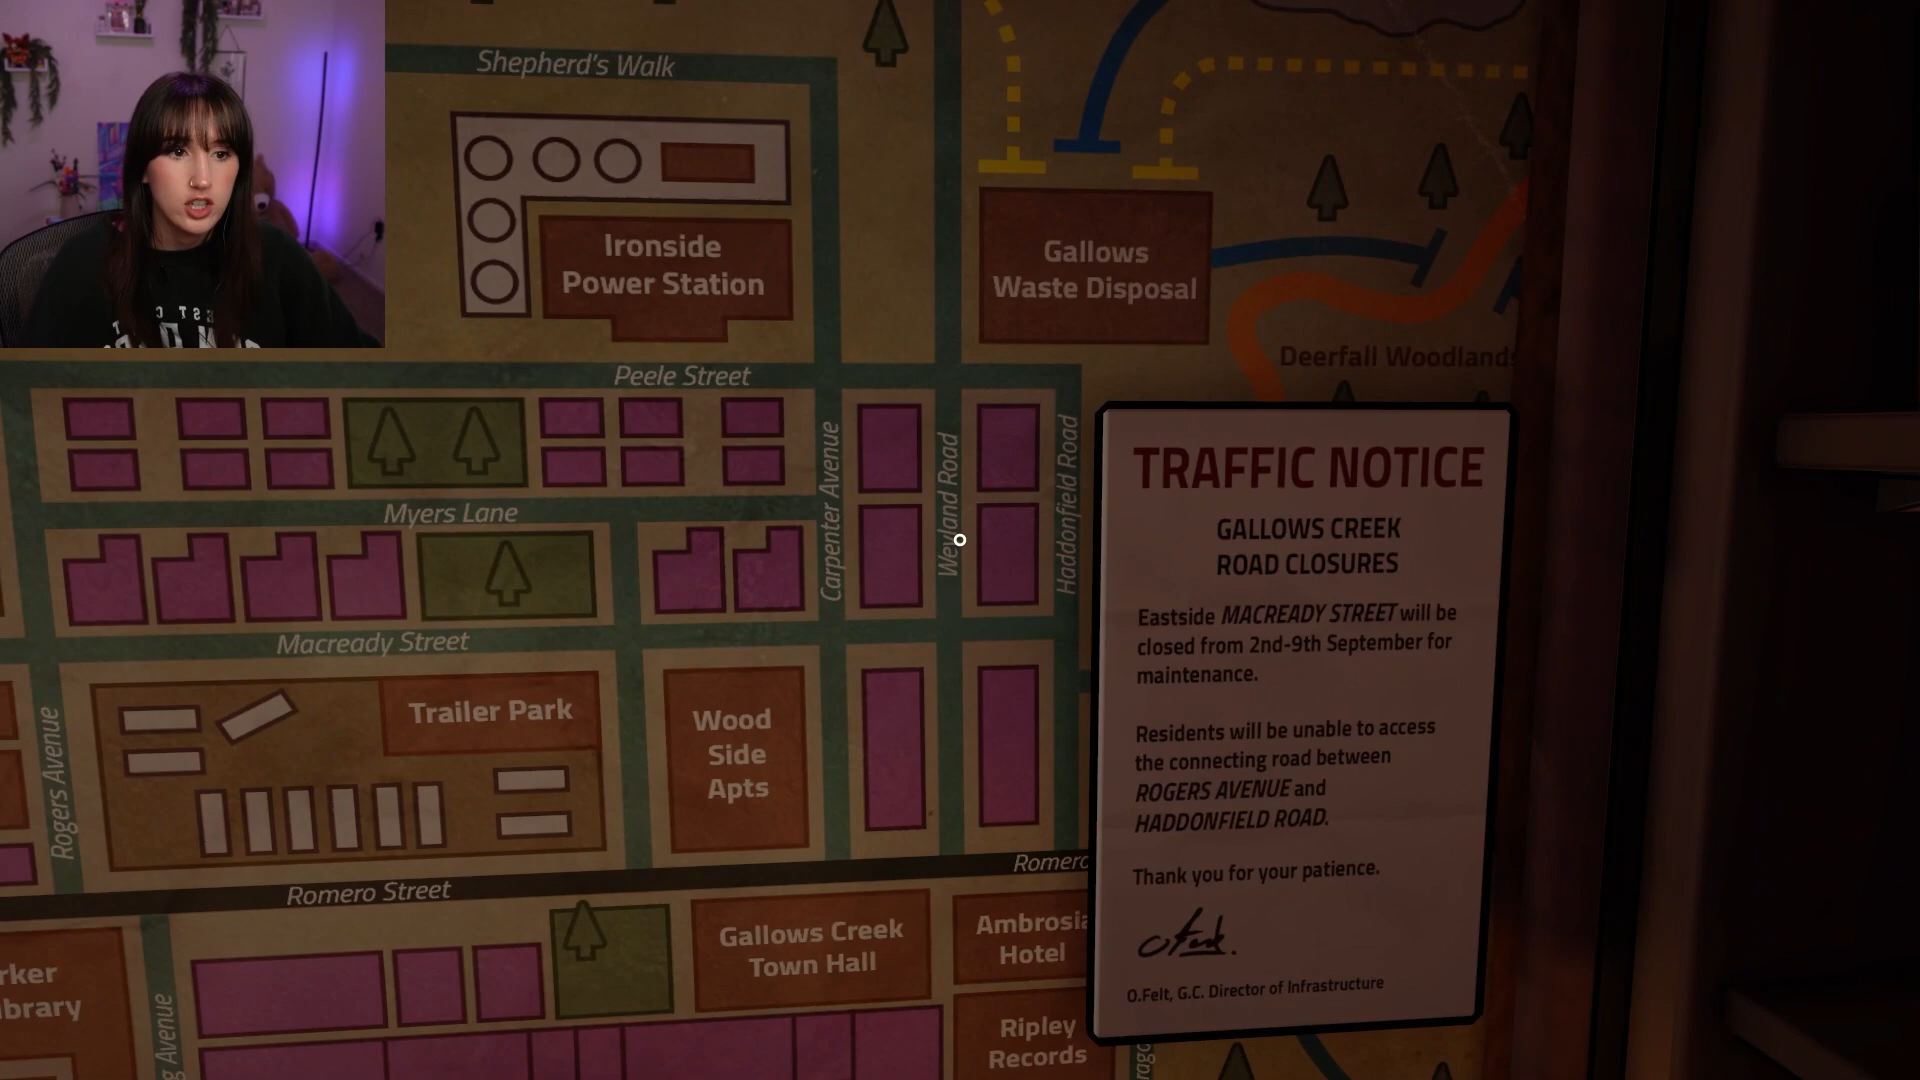 Shepherd's Walk
Ironside
Power Station
Gallows
Waste Disposal
Deerfall Woodlands
Peele Street
Myers Lane
Carpenter Avenue
Weyland Road
Haddonfield Road
Macready Street
Trailer Park
Wood
Side
Apts
Rogers Avenue
Romero Street
Romero
Gallows Creek
Town Hall
Ambrosia
Hotel
Ripley
Records
rker
ibrary
g Avenue
TRAFFIC NOTICE
GALLOWS CREEK
ROAD CLOSURES
Eastside MACREADY STREET will be
closed from 2nd-9th September for
maintenance.
Residents will be unable to access
the connecting road between
ROGERS AVENUE and
HADDONFIELD ROAD.
Thank you for your patience.
O.Felt, G.C. Director of Infrastructure